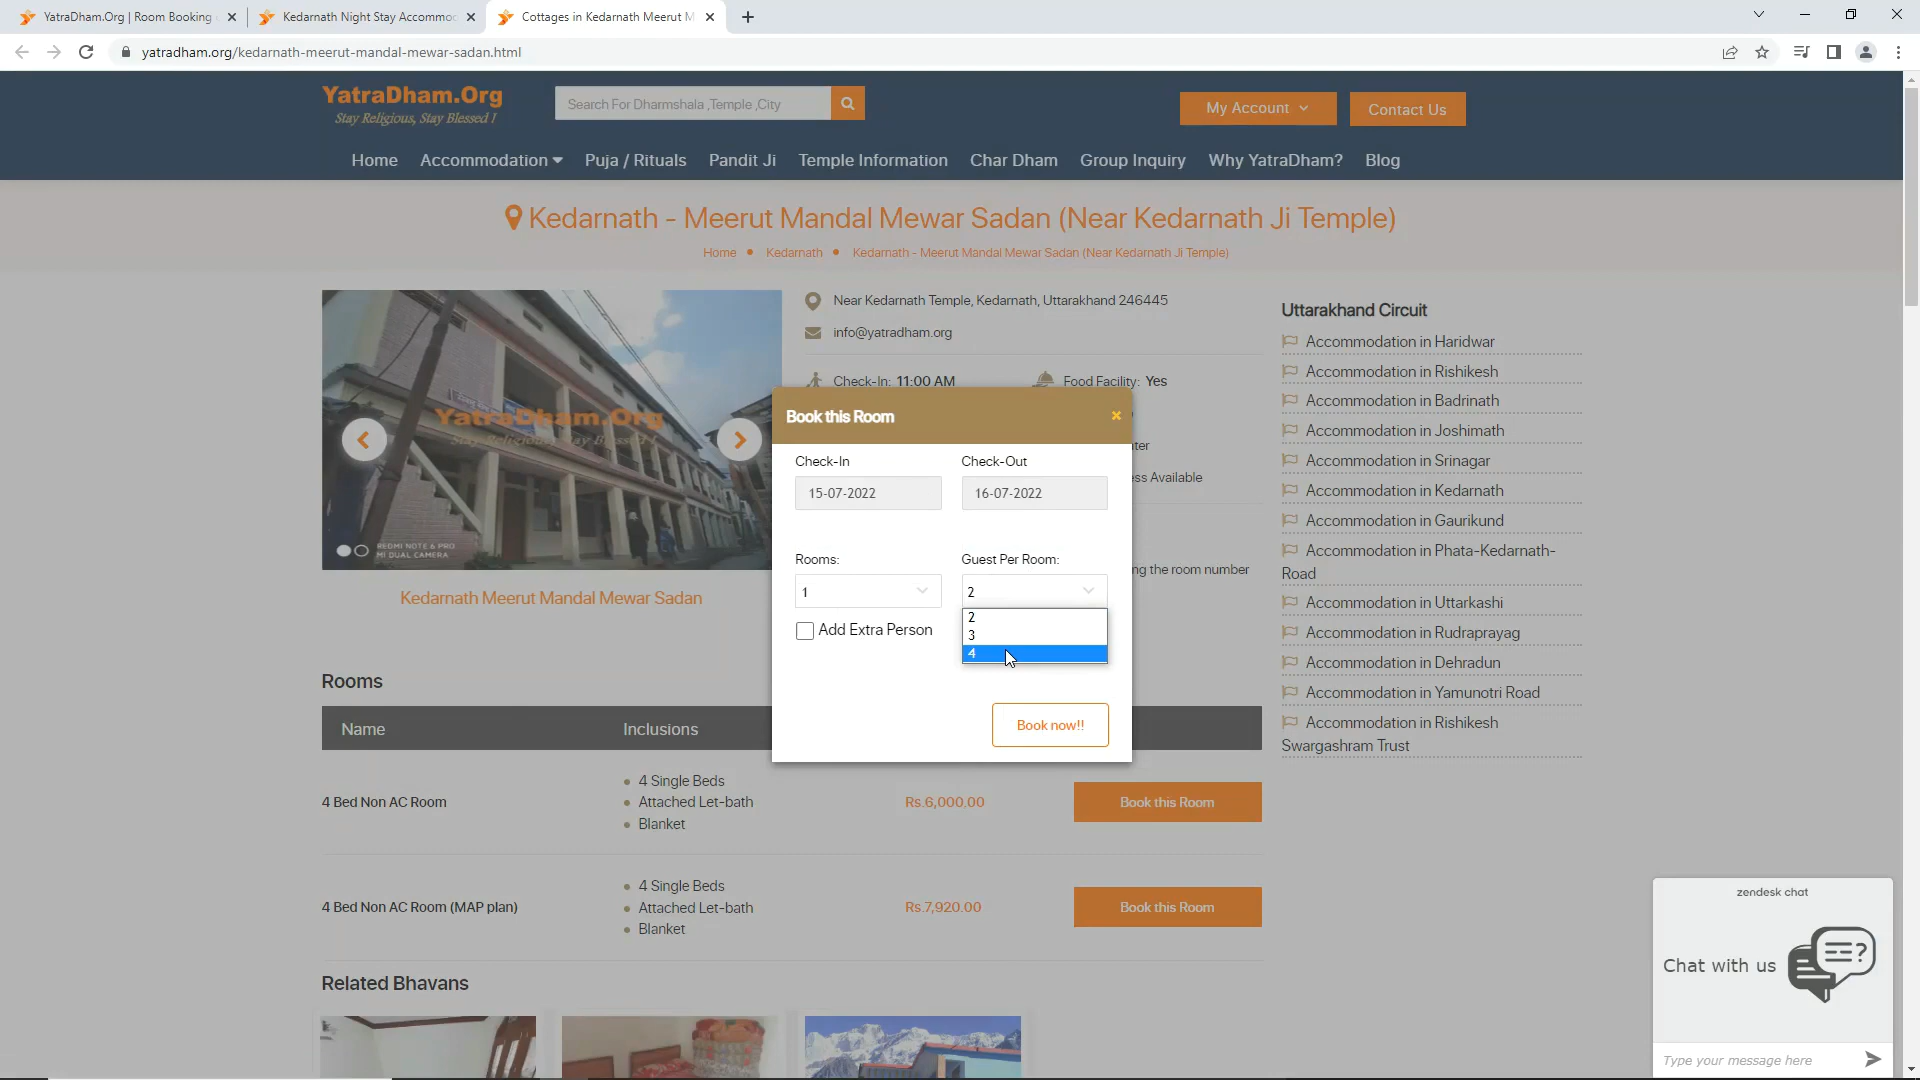 YatraDham.Org | Room Booking
Kedarnath Night Stay Accommo
Cottages in Kedarnath Meerut M
yatradham.org/kedarnath-meerut-mandal-mewar-sadan.html
YatraDham.Org
Stay Religious, Stay Blessed !
Search For Dharmshala ,Temple ,City
My Account
Contact Us
Home
Accommodation
Puja / Rituals
Pandit Ji
Temple Information
Char Dham
Group Inquiry
Why YatraDham?
Blog
Kedarnath - Meerut Mandal Mewar Sadan (Near Kedarnath Ji Temple)
Home • Kedarnath • Kedarnath - Meerut Mandal Mewar Sadan (Near Kedarnath Ji Temple)
YatraDham.Org
REDMI NOTE 6 PRO
MI DUAL CAMERA
Kedarnath Meerut Mandal Mewar Sadan
Near Kedarnath Temple, Kedarnath, Uttarakhand 246445
info@yatradham.org
Check-In: 11:00 AM
Food Facility: Yes
ter
ss Available
ng the room number
Book this Room
×
Check-In
Check-Out
15-07-2022
16-07-2022
Rooms:
Guest Per Room:
1
2
2
3
4
Add Extra Person
Book now!!
Rooms
Name
Inclusions
4 Bed Non AC Room
• 4 Single Beds
• Attached Let-bath
• Blanket
Rs.6,000.00
Book this Room
4 Bed Non AC Room (MAP plan)
• 4 Single Beds
• Attached Let-bath
• Blanket
Rs.7,920.00
Book this Room
Related Bhavans
Uttarakhand Circuit
Accommodation in Haridwar
Accommodation in Rishikesh
Accommodation in Badrinath
Accommodation in Joshimath
Accommodation in Srinagar
Accommodation in Kedarnath
Accommodation in Gaurikund
Accommodation in Phata-Kedarnath-
Road
Accommodation in Uttarkashi
Accommodation in Rudraprayag
Accommodation in Dehradun
Accommodation in Yamunotri Road
Accommodation in Rishikesh
Swargashram Trust
zendesk chat
Chat with us
Type your message here